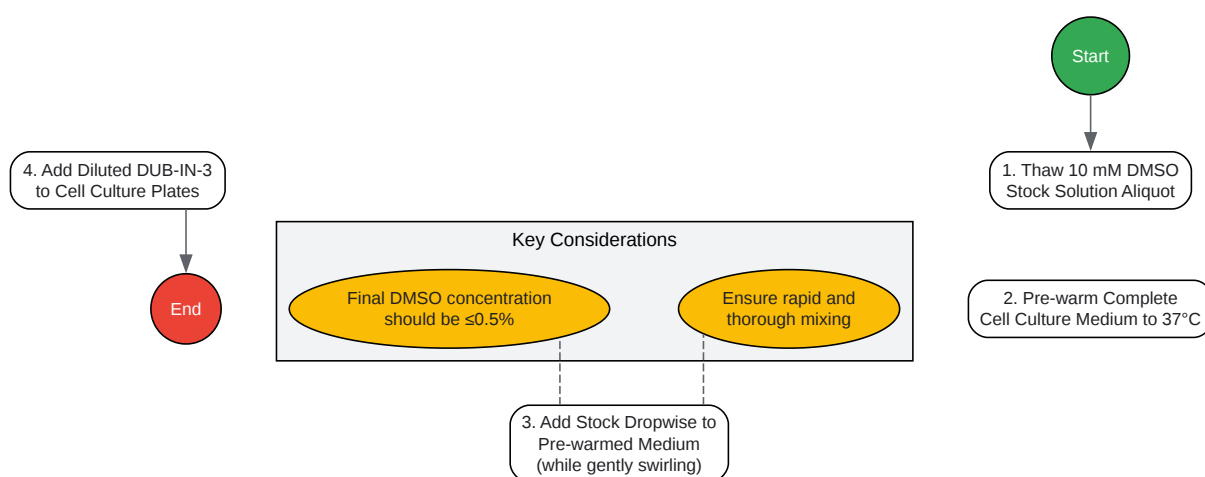 Start
1. Thaw 10 mM DMSO
Stock Solution Aliquot
2. Pre-warm Complete
Cell Culture Medium to 37°C
Key Considerations
Final DMSO concentration
should be ≤0.5%
Ensure rapid and
thorough mixing
3. Add Stock Dropwise to
Pre-warmed Medium
(while gently swirling)
4. Add Diluted DUB-IN-3
to Cell Culture Plates
End